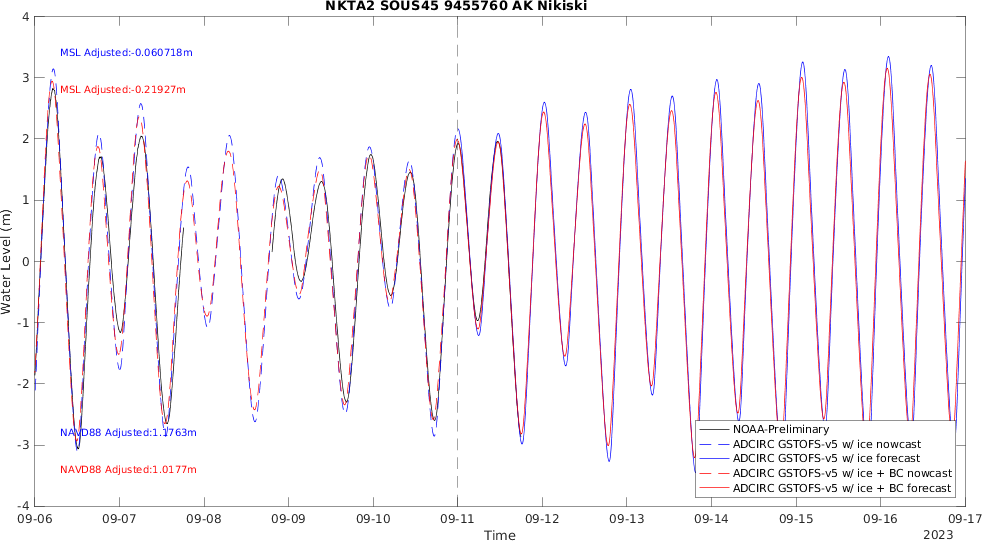 NKTA2 SOUS45 9455760 AK Nikiski
4
3
2
1
0
-1
-2
-3
-4
Water Level (m)
MSL Adjusted:-0.060718m
MSL Adjusted:-0.21927m
NAVD88 Adjusted:1.1763m
NAVD88 Adjusted:1.0177m
NOAA-Preliminary
ADCIRC GSTOFS-v5 w/ ice nowcast
ADCIRC GSTOFS-v5 w/ ice forecast
ADCIRC GSTOFS-v5 w/ ice + BC nowcast
ADCIRC GSTOFS-v5 w/ ice + BC forecast
09-06 09-07 09-08 09-09 09-10 09-11 09-12 09-13 09-14 09-15 09-16 09-17
Time
2023